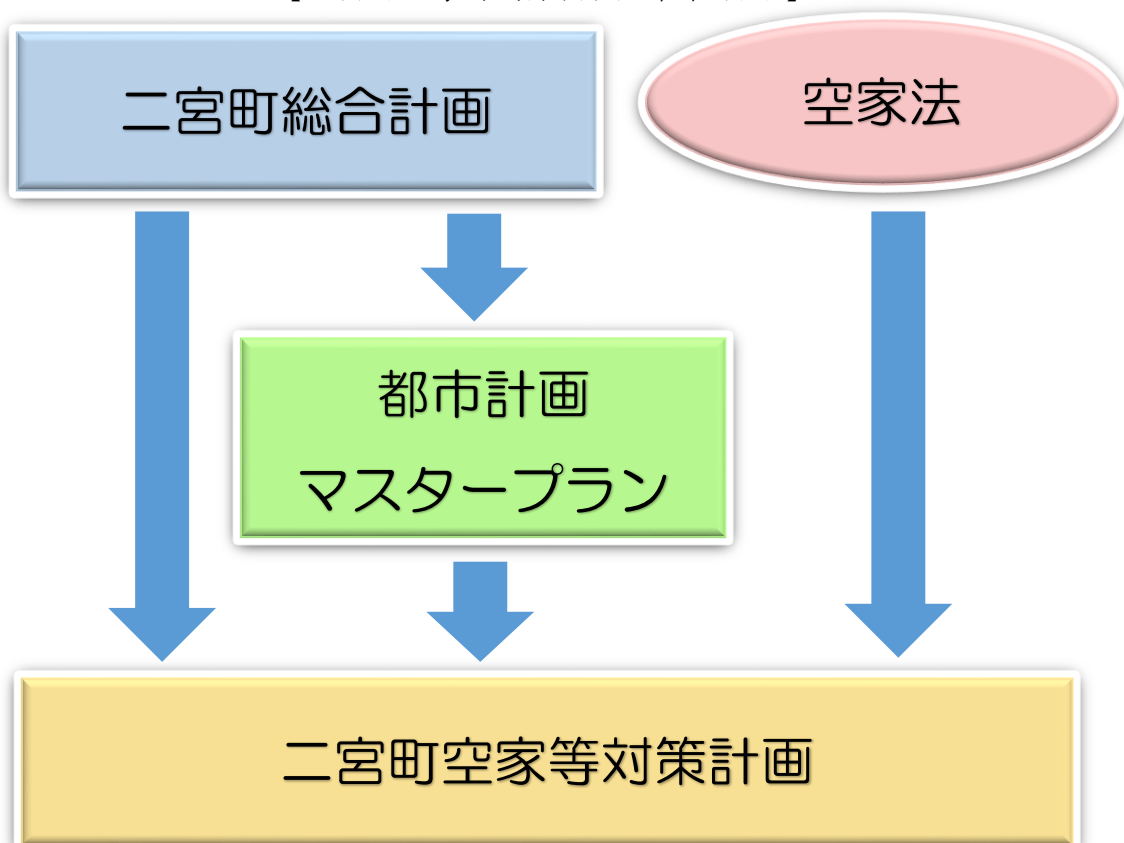 二宮町総合計画
空家法
都市計画
マスタープラン
二宮町空家等対策計画